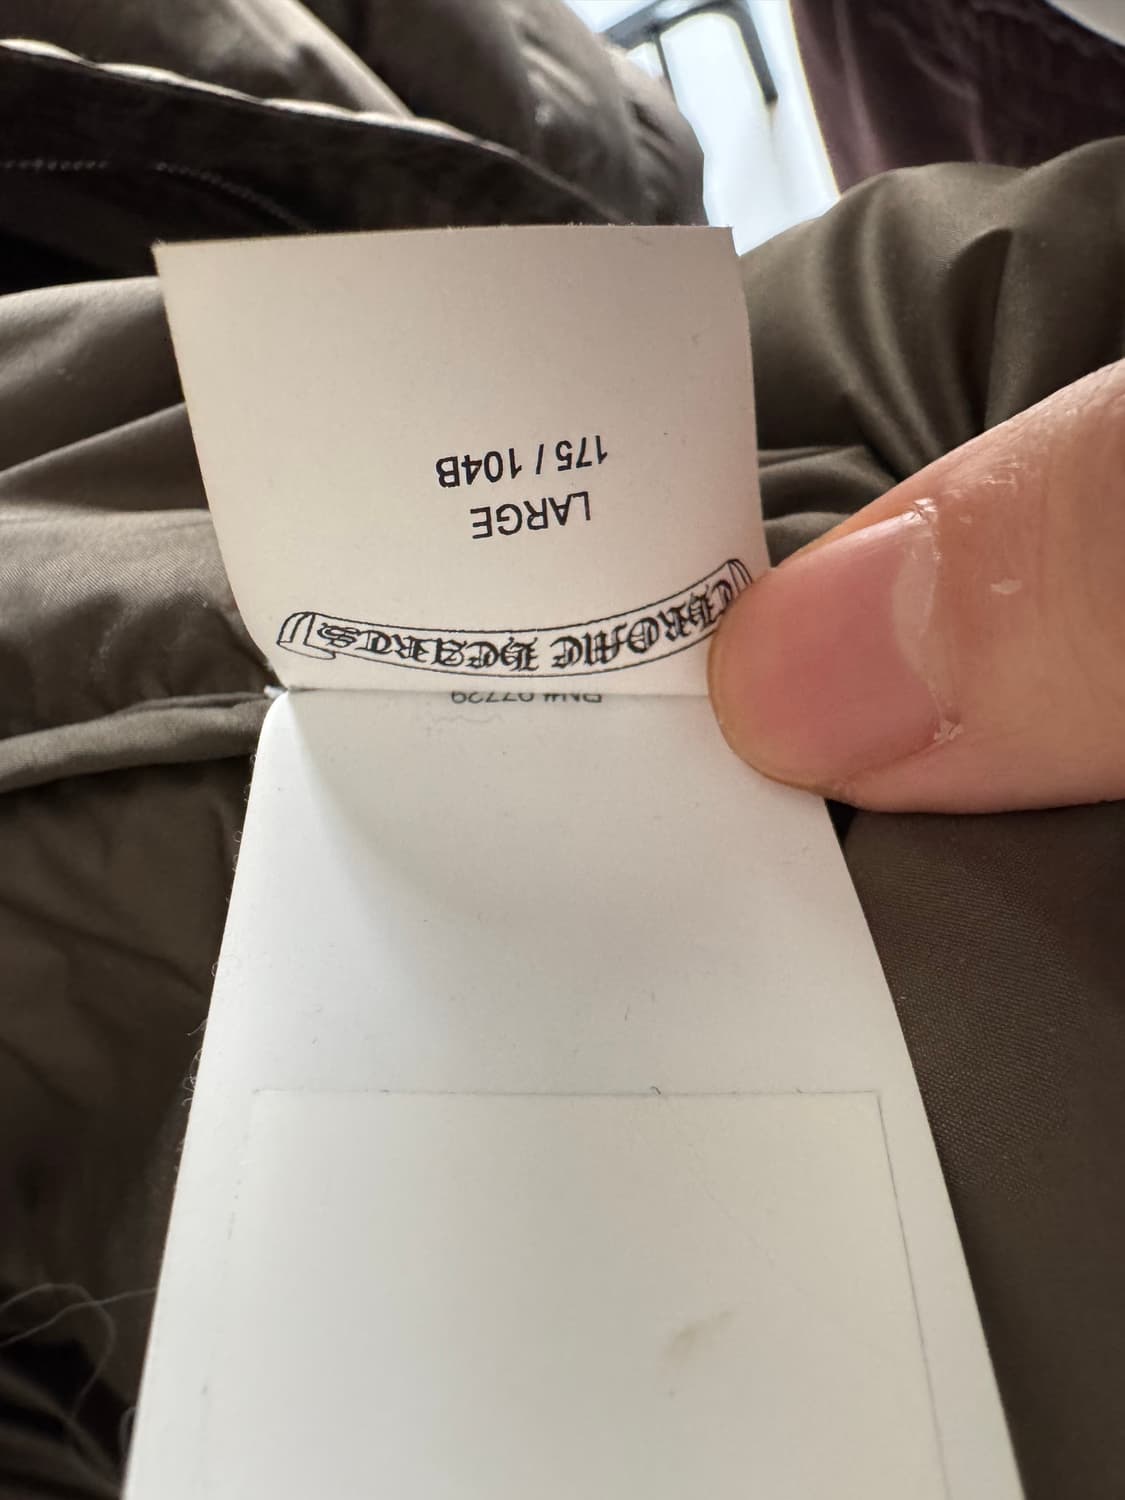 CHROME HEARTS
LARGE
175 / 104B